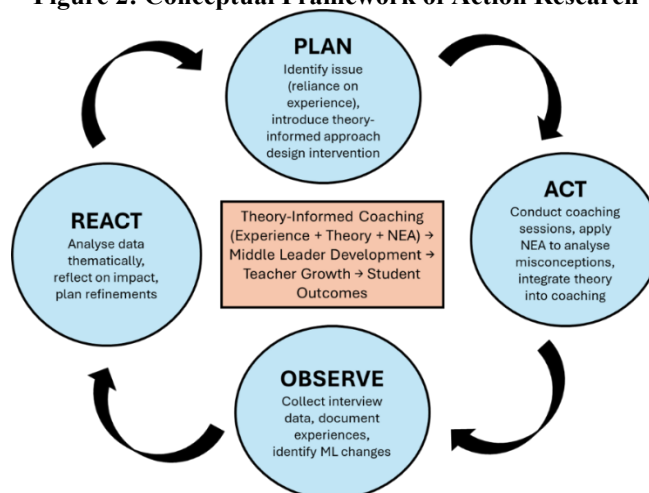 Figure 2: Conceptual Framework of Action Research
PLAN
Identify issue
(reliance on
experience),
introduce theory-
informed approach
design intervention
ACT
Conduct coaching
sessions, apply
NEA to analyse
misconceptions,
integrate theory
into coaching
OBSERVE
Collect interview
data, document
experiences,
identify ML changes
REACT
Analyse data
thematically,
reflect on impact,
plan refinements
Theory-Informed Coaching
(Experience + Theory + NEA) →
Middle Leader Development →
Teacher Growth → Student
Outcomes